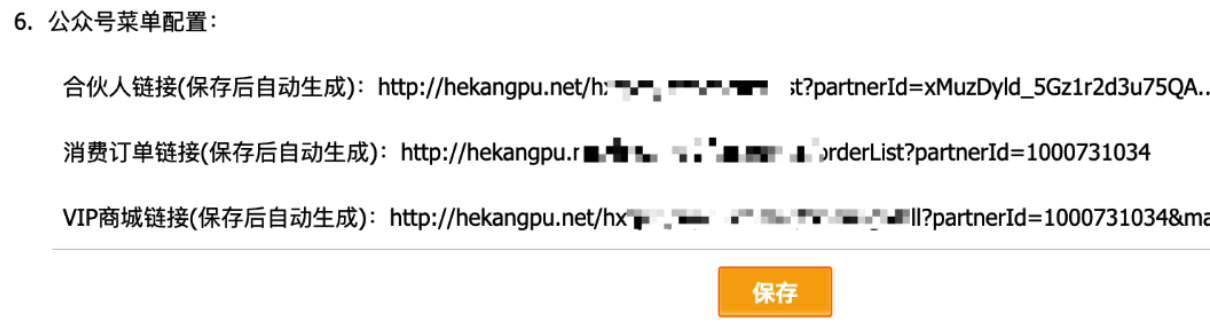 6. 公众号菜单配置：
合伙人链接(保存后自动生成)：http://hekangpu.net/h st?partnerId=xMuzDyld_5Gz1r2d3u75QA..
消费订单链接(保存后自动生成)：http://hekangpu. orderList?partnerId=1000731034
VIP商城链接(保存后自动生成)：http://hekangpu.net/hx ll?partnerId=1000731034&ma
保存